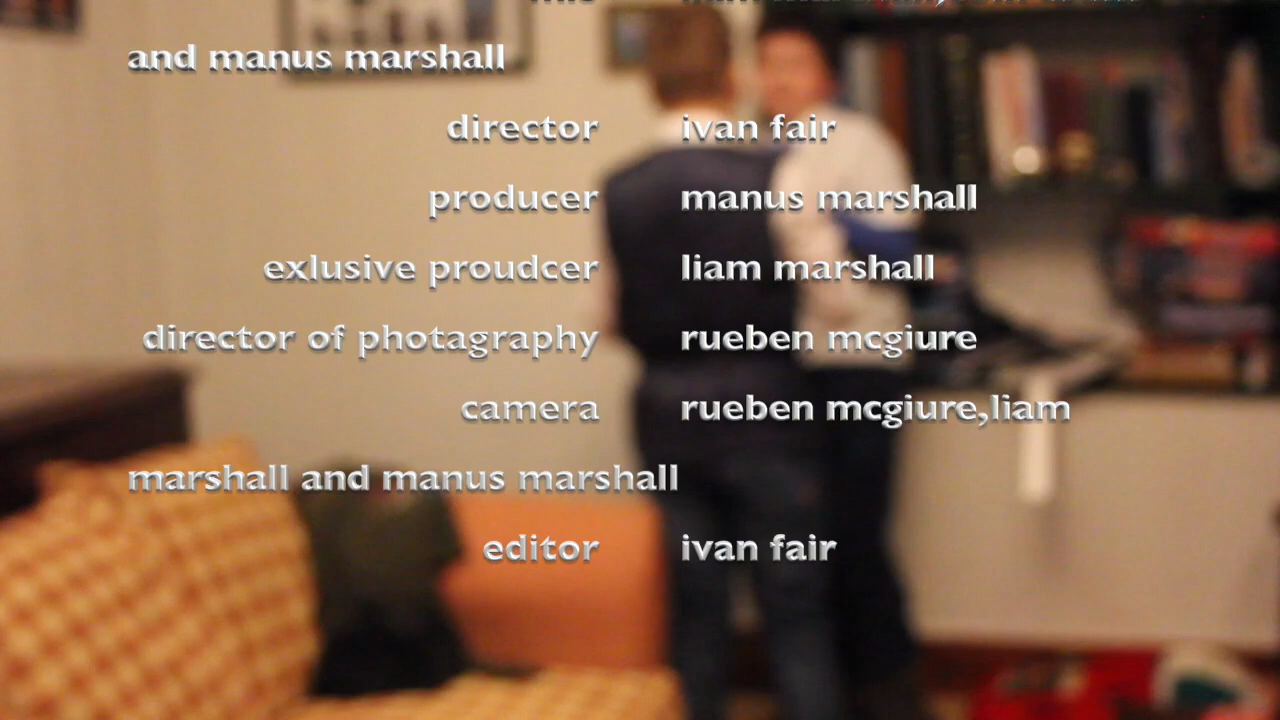 and manus marshall
director ivan fair
producer manus marshall
exlusive proudcer liam marshall
director of photagraphy rueben mcgiure
camera rueben mcgiure,liam
marshall and manus marshall
editor ivan fair